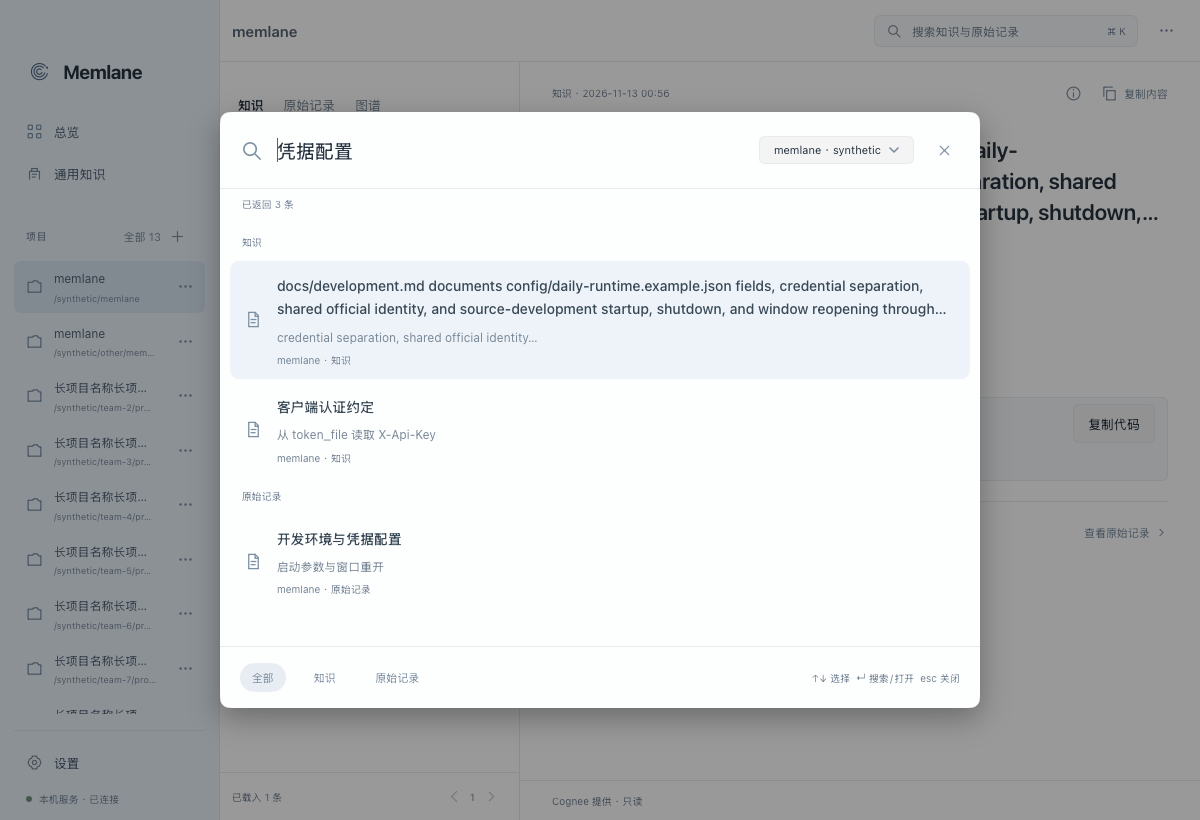 Memlane
总览
通用知识
项目
全部 13
memlane
/synthetic/memlane
memlane
/synthetic/other/mem...
长项目名称长项...
/synthetic/team-2/pr...
长项目名称长项...
/synthetic/team-3/pr...
长项目名称长项...
/synthetic/team-4/pr...
长项目名称长项...
/synthetic/team-5/pr...
长项目名称长项...
/synthetic/team-6/pr...
长项目名称长项...
/synthetic/team-7/pro...
设置
本机服务 · 已连接
memlane
搜索知识与原始记录
⌘ K
知识
原始记录
图谱
知识 · 2026-11-13 00:56
复制内容
aily-
ration, shared
artup, shutdown,...
复制代码
查看原始记录
凭据配置
memlane · synthetic
已返回 3 条
知识
docs/development.md documents config/daily-runtime.example.json fields, credential separation,
shared official identity, and source-development startup, shutdown, and window reopening through...
credential separation, shared official identity...
memlane · 知识
客户端认证约定
从 token_file 读取 X-Api-Key
memlane · 知识
原始记录
开发环境与凭据配置
启动参数与窗口重开
memlane · 原始记录
全部
知识
原始记录
↑↓ 选择 ↵ 搜索/打开 esc 关闭
已载入 1 条
1
Cognee 提供 · 只读